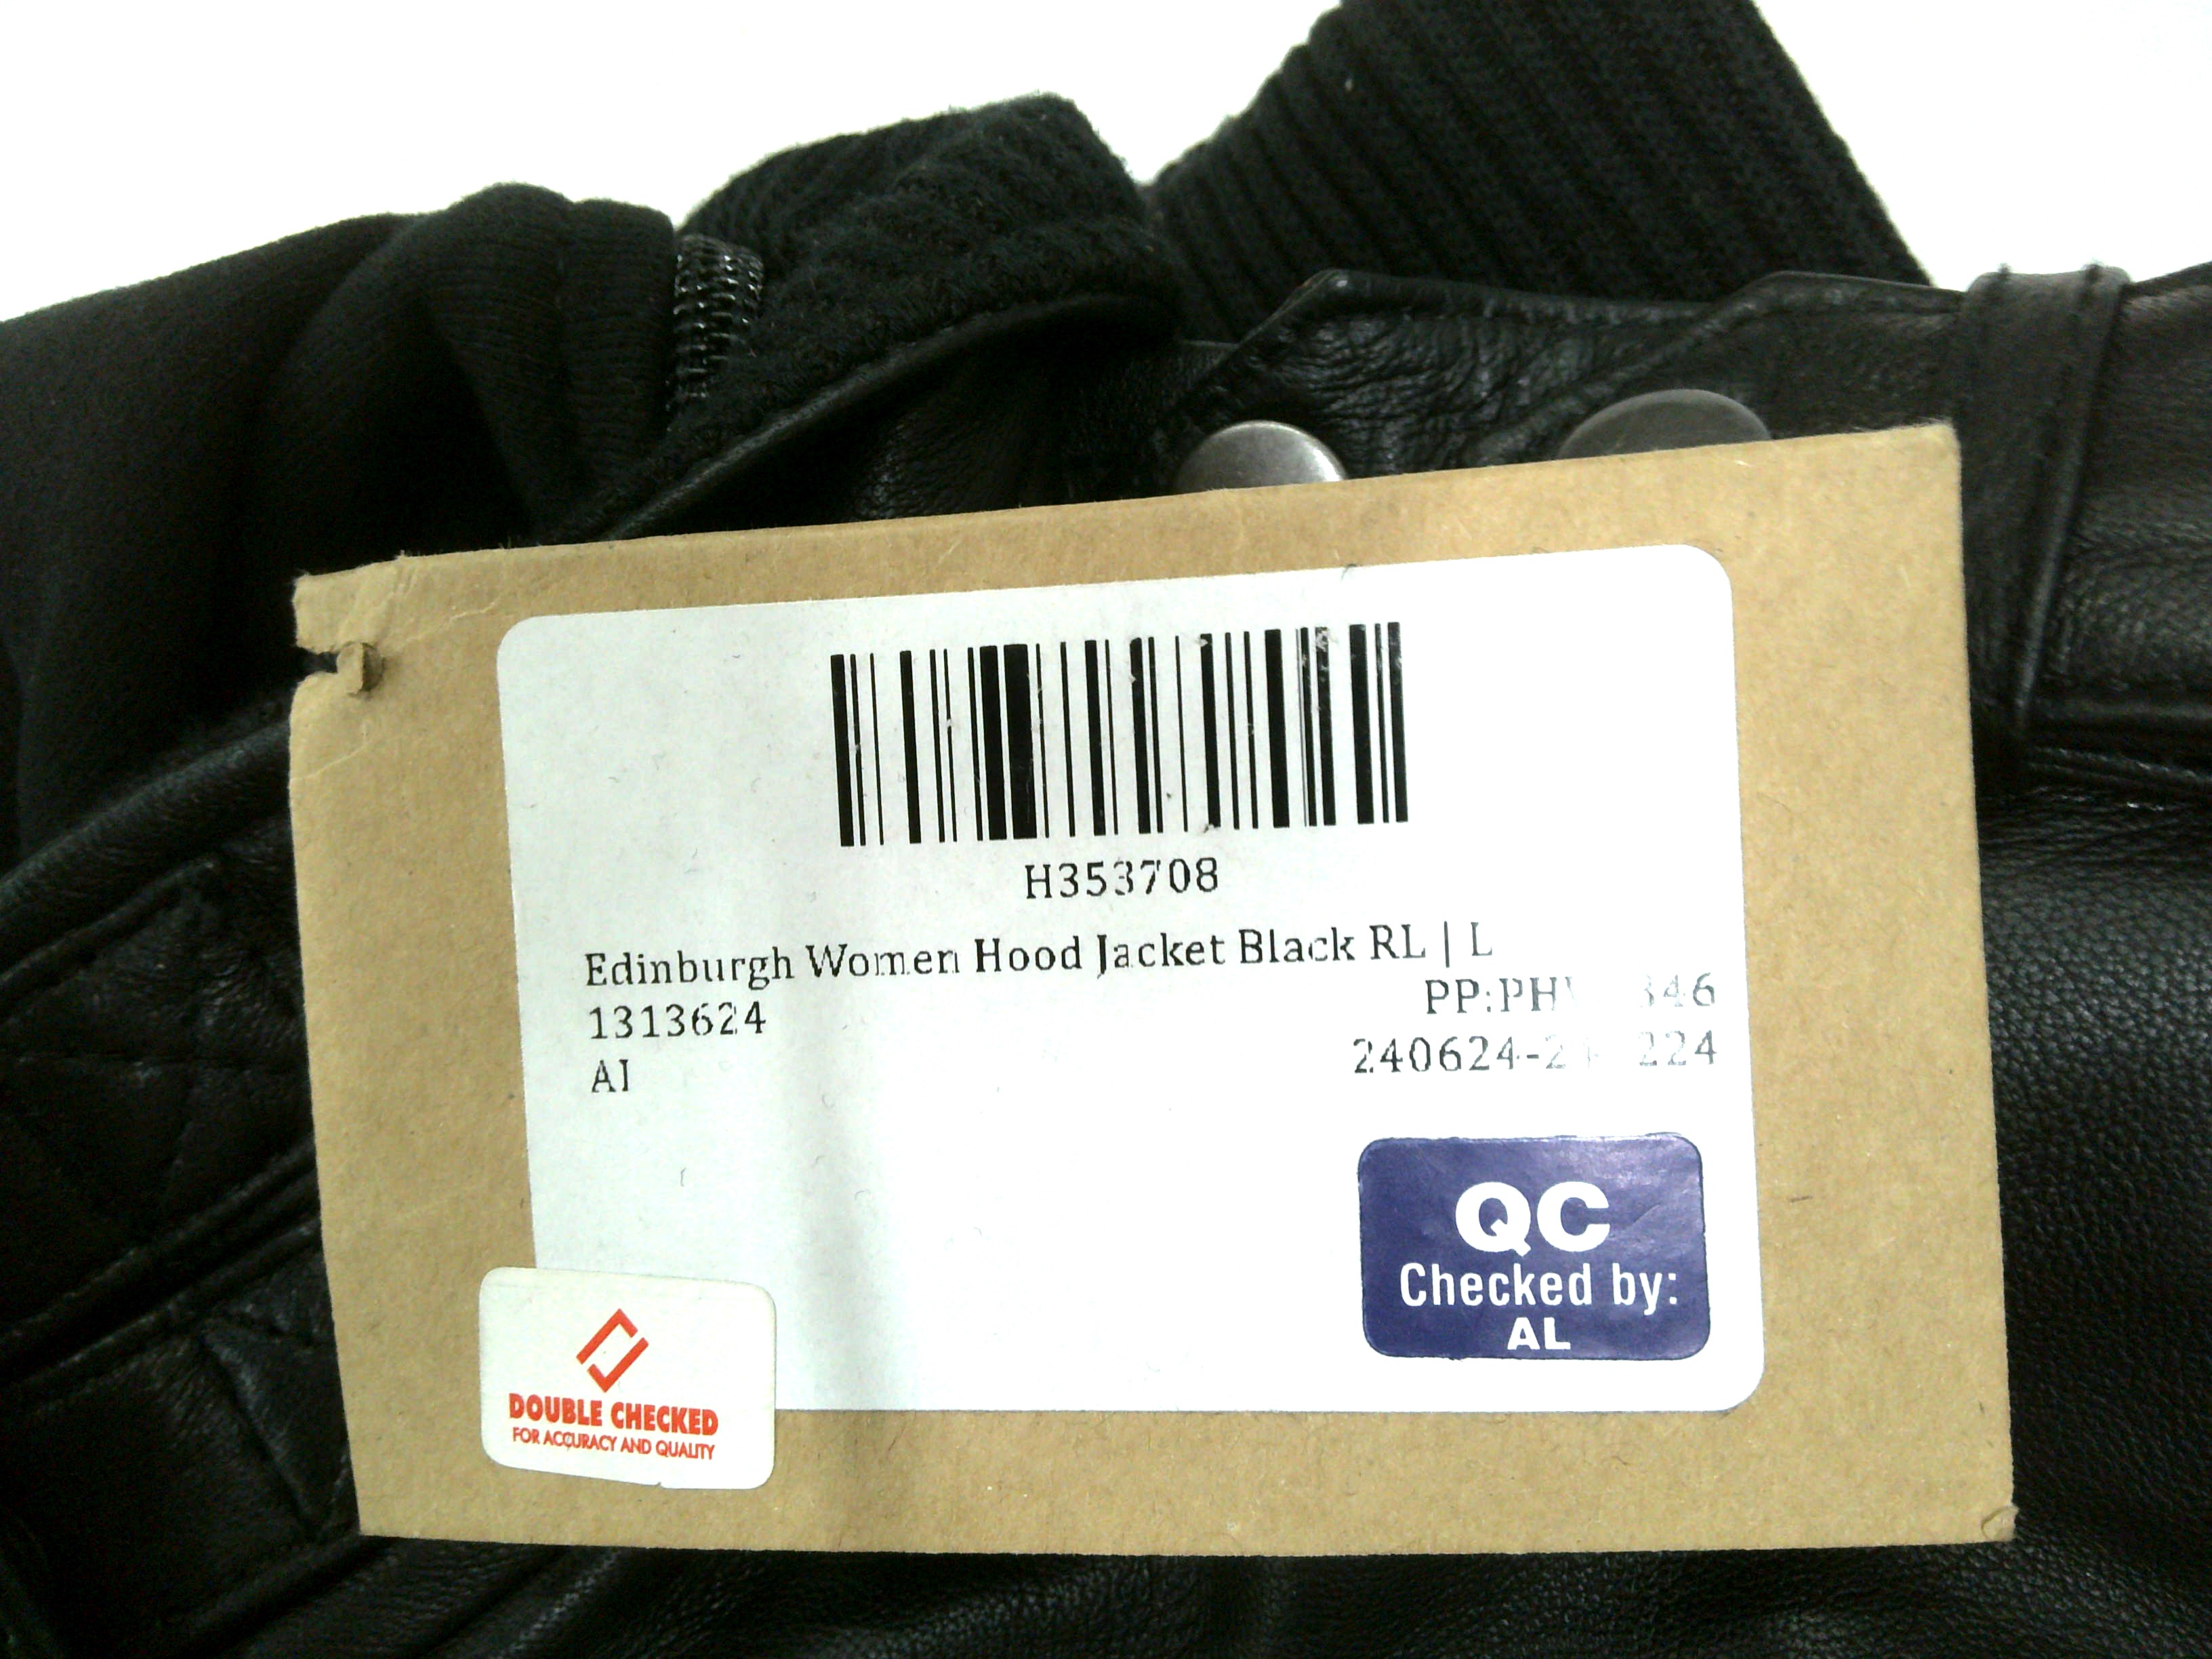 H353708
Edinburgh Women Hood Jacket Black RL | L
1313624
AI
QC
Checked by:
AL
DOUBLE CHECKED
FOR ACCURACY AND QUALITY